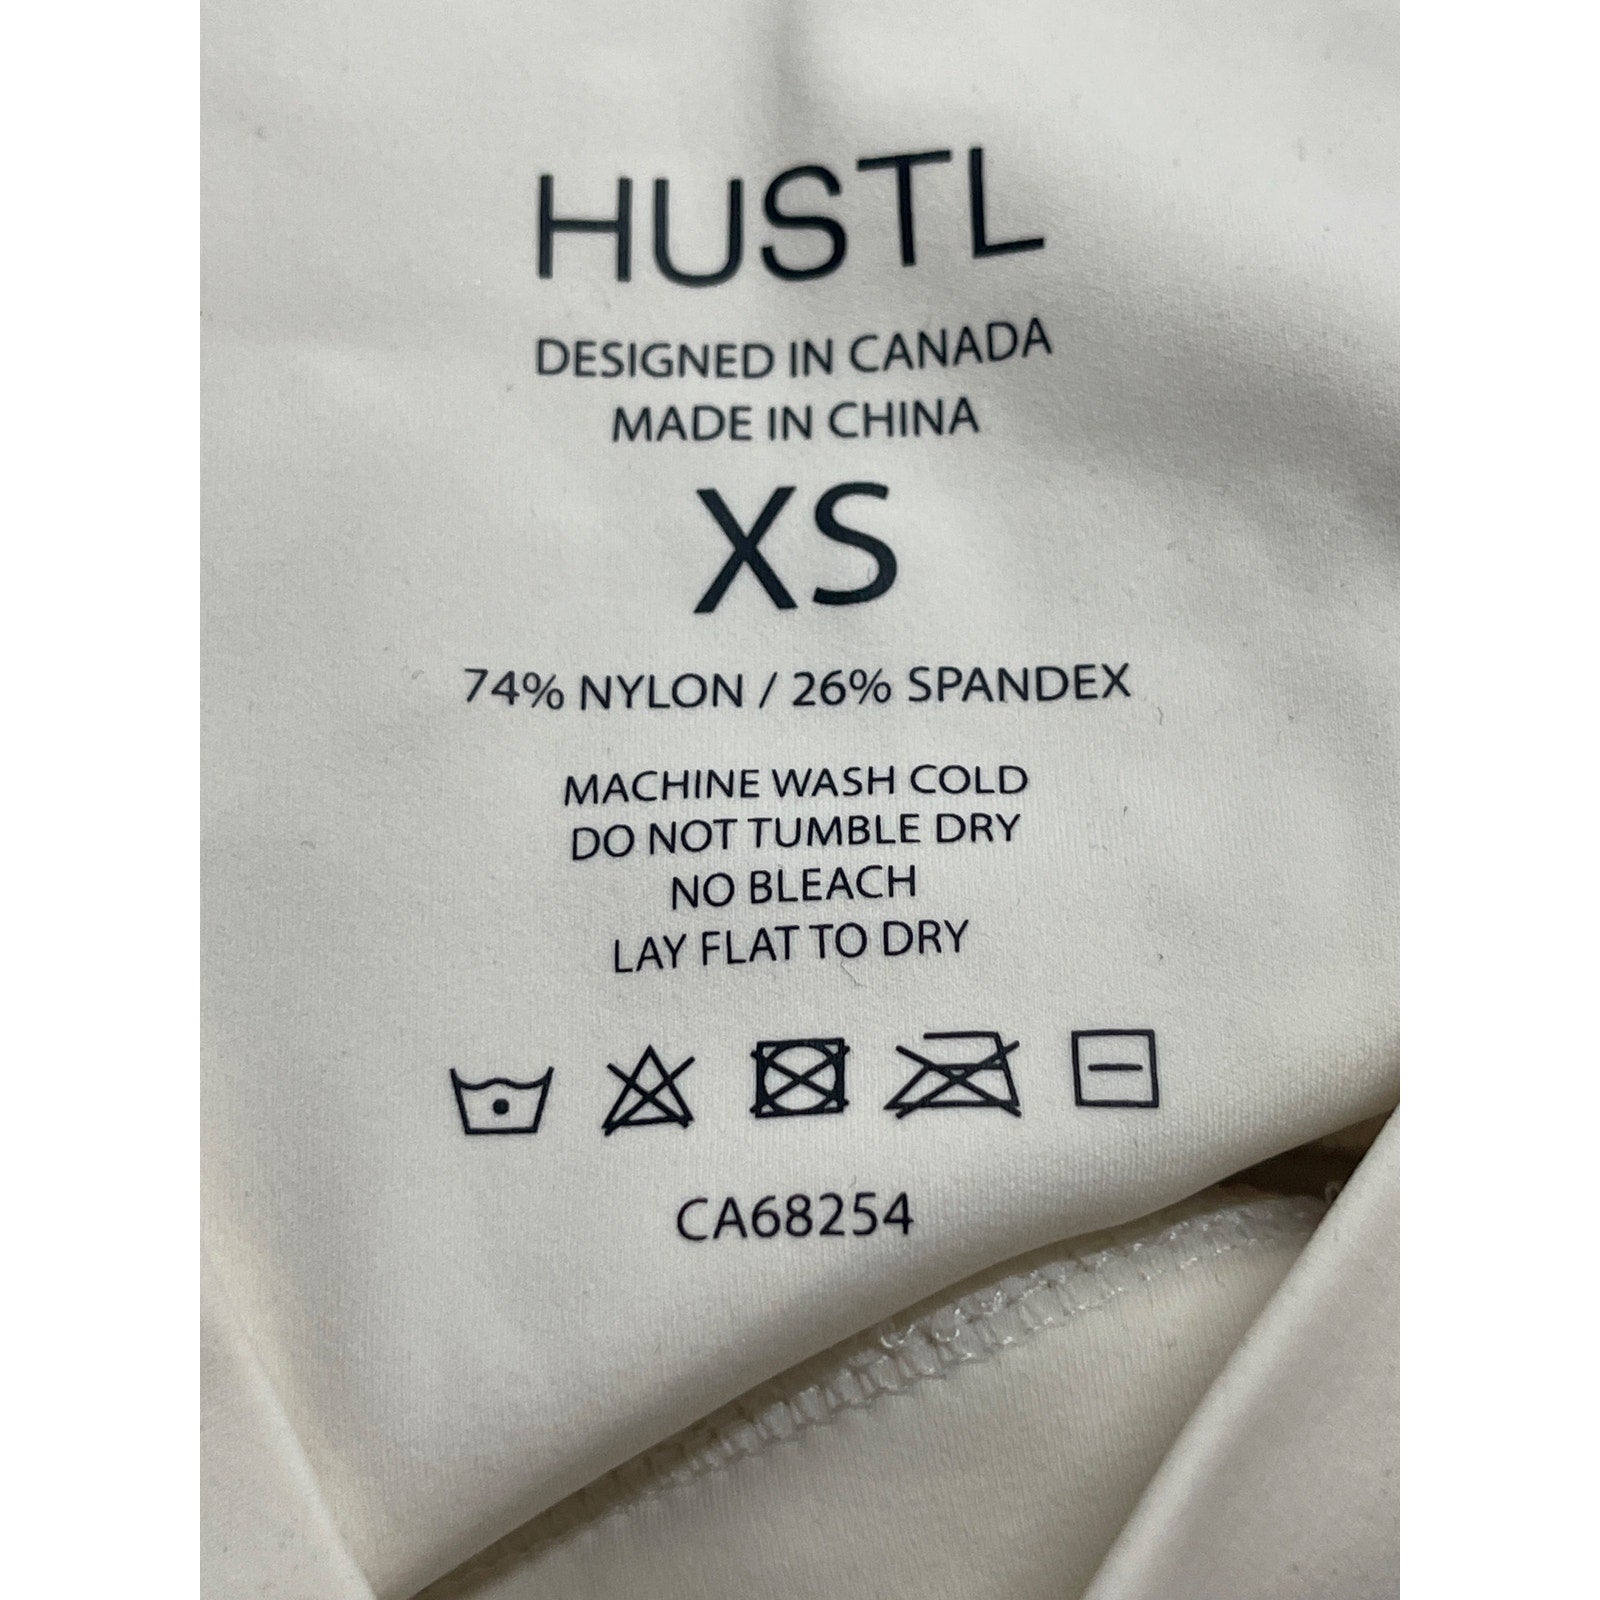 HUSTL
DESIGNED IN CANADA
MADE IN CHINA
XS
74% NYLON / 26% SPANDEX
MACHINE WASH COLD
DO NOT TUMBLE DRY
NO BLEACH
LAY FLAT TO DRY
CA68254